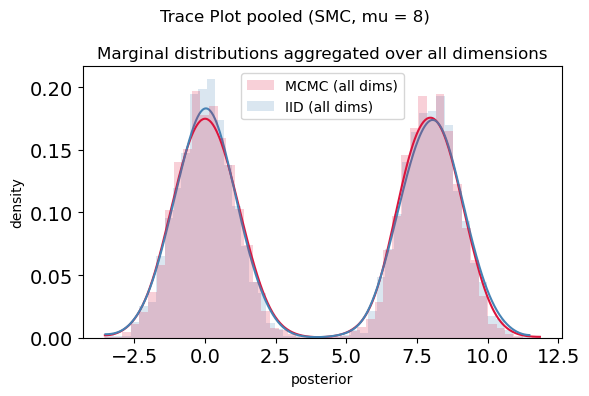 Trace Plot pooled (SMC, mu = 8)
Marginal distributions aggregated over all dimensions
MCMC (all dims)
IID (all dims)
density
0.20
0.15
0.10
0.05
0.00
−2.5 0.0 2.5 5.0 7.5 10.0 12.5
posterior